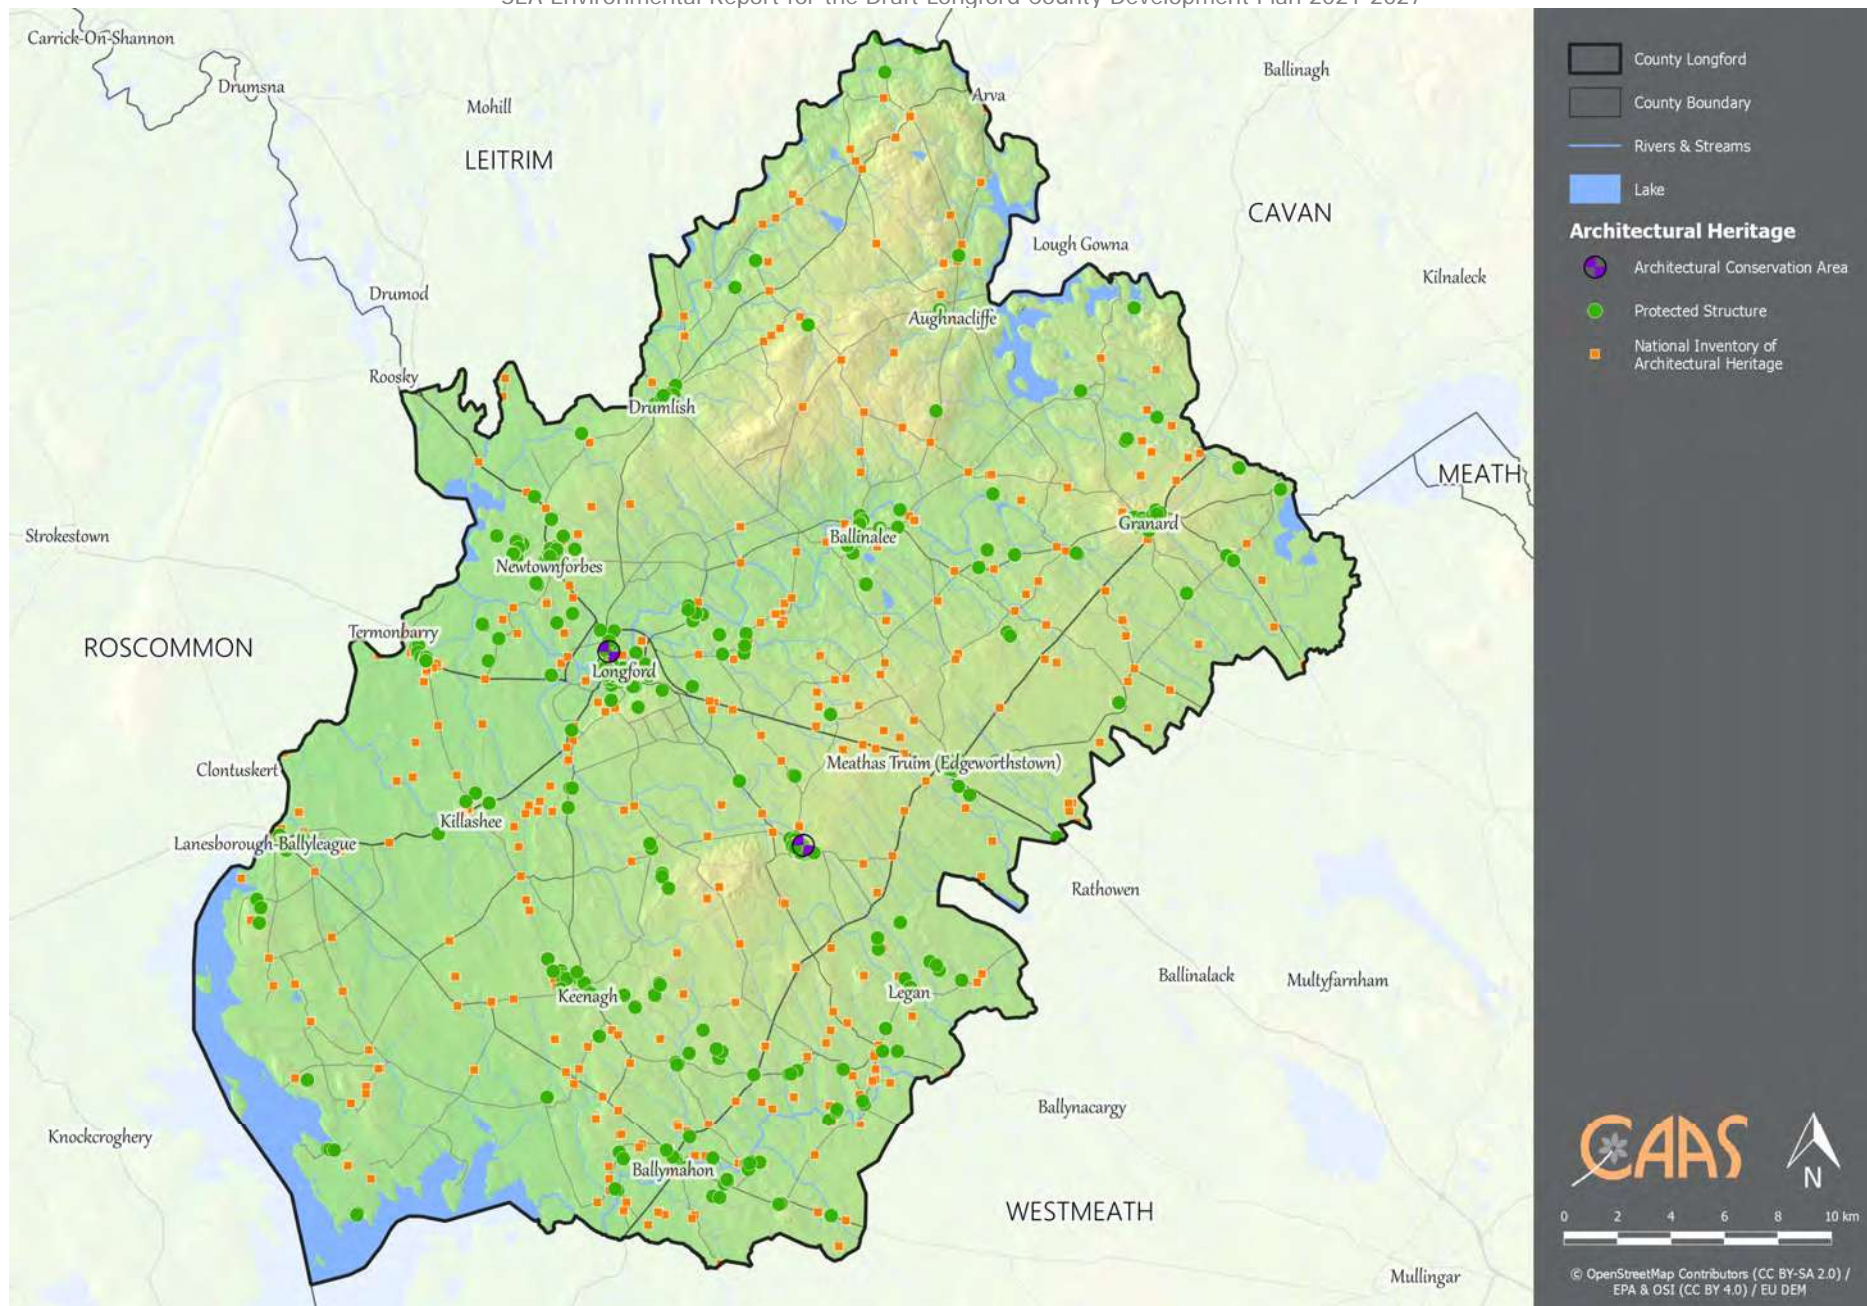 SEA Environmental Report for the Draft Longford County Development Plan 2021-2027
Carrick-On-Shannon
Drumsna
Mohill
Arva
Ballinagh
LEITRIM
CAVAN
Lough Gowna
Kilnaleck
Drumod
Aughnacliffe
Roosky
Drumlish
MEATH
Strokestown
Granard
Ballinalee
Newtownforbes
Termonbarry
ROSCOMMON
Longford
Clontuskert
Meathas Truim (Edgeworthstown)
Killashee
Lanesborough-Ballyleague
Rathowen
Ballinalack
Multyfarnham
Keenagh
Legan
Ballynacargy
Knockcroghery
Ballymahon
WESTMEATH
Mullingar
County Longford
County Boundary
Rivers & Streams
Lake
Architectural Heritage
Architectural Conservation Area
Protected Structure
National Inventory of
Architectural Heritage
CAAS
N
0 2 4 6 8 10 km
© OpenStreetMap Contributors (CC BY-SA 2.0) /
EPA & OSI (CC BY 4.0) / EU DEM